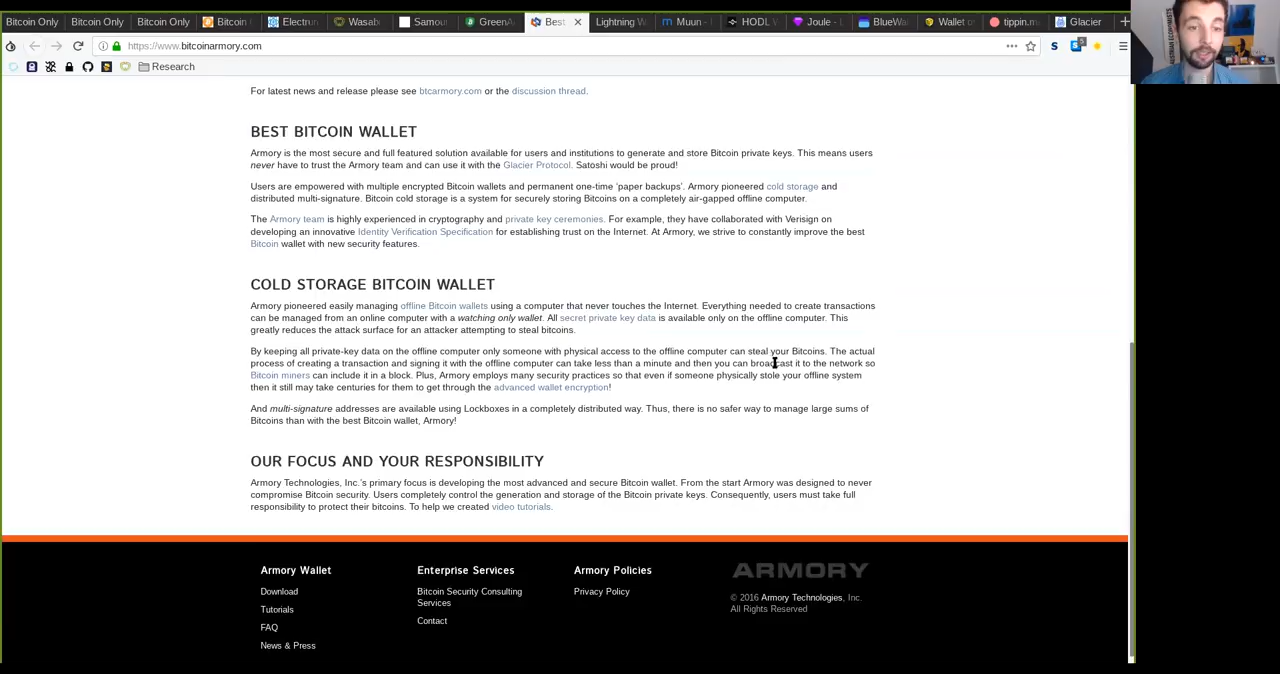 Bitcoin Only Bitcoin Only Bitcoin Only Bitcoin Electrun Wasab Samou GreenA Best Lightning W Muun - HODL W Joule - BlueWa Wallet o tippin.m Glacier
https://www.bitcoinarmory.com
Research
For latest news and release please see btcarmory.com or the discussion thread.
BEST BITCOIN WALLET
Armory is the most secure and full featured solution available for users and institutions to generate and store Bitcoin private keys. This means users
never have to trust the Armory team and can use it with the Glacier Protocol. Satoshi would be proud!
Users are empowered with multiple encrypted Bitcoin wallets and permanent one-time ‘paper backups’. Armory pioneered cold storage and
distributed multi-signature. Bitcoin cold storage is a system for securely storing Bitcoins on a completely air-gapped offline computer.
The Armory team is highly experienced in cryptography and private key ceremonies. For example, they have collaborated with Verisign on
developing an innovative Identity Verification Specification for establishing trust on the Internet. At Armory, we strive to constantly improve the best
Bitcoin wallet with new security features.
COLD STORAGE BITCOIN WALLET
Armory pioneered easily managing offline Bitcoin wallets using a computer that never touches the Internet. Everything needed to create transactions
can be managed from an online computer with a watching only wallet. All secret private key data is available only on the offline computer. This
greatly reduces the attack surface for an attacker attempting to steal bitcoins.
By keeping all private-key data on the offline computer only someone with physical access to the offline computer can steal your Bitcoins. The actual
process of creating a transaction and signing it with the offline computer can take less than a minute and then you can broadcast it to the network so
Bitcoin miners can include it in a block. Plus, Armory employs many security practices so that even if someone physically stole your offline system
then it still may take centuries for them to get through the advanced wallet encryption!
And multi-signature addresses are available using Lockboxes in a completely distributed way. Thus, there is no safer way to manage large sums of
Bitcoins than with the best Bitcoin wallet, Armory!
OUR FOCUS AND YOUR RESPONSIBILITY
Armory Technologies, Inc.'s primary focus is developing the most advanced and secure Bitcoin wallet. From the start Armory was designed to never
compromise Bitcoin security. Users completely control the generation and storage of the Bitcoin private keys. Consequently, users must take full
responsibility to protect their bitcoins. To help we created video tutorials.
Armory Wallet
Download
Tutorials
FAQ
News & Press
Enterprise Services
Bitcoin Security Consulting
Services
Contact
Armory Policies
Privacy Policy
ARMORY
© 2016 Armory Technologies, Inc.
All Rights Reserved